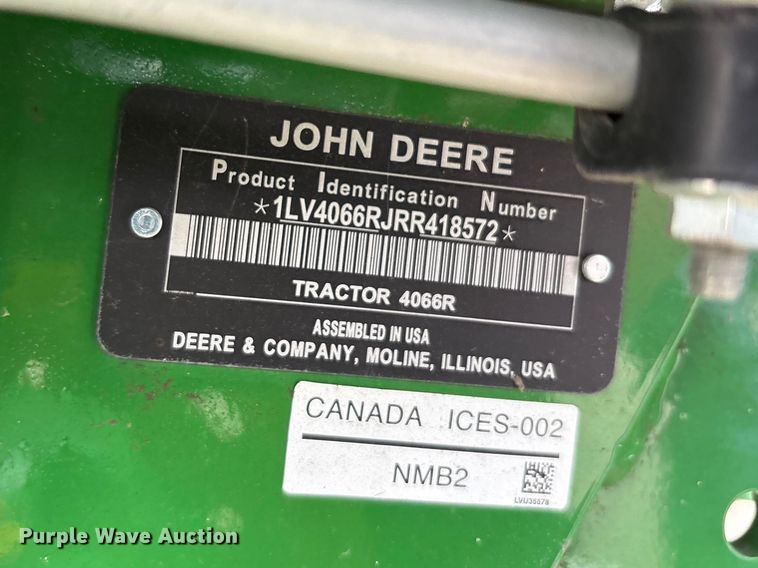 JOHN DEERE
Product Identification Number
*1LV4066RJRR418572*
TRACTOR 4066R
ASSEMBLED IN USA
DEERE & COMPANY, MOLINE, ILLINOIS, USA
CANADA ICES-002
NMB2
LVU35578
Purple Wave Auction